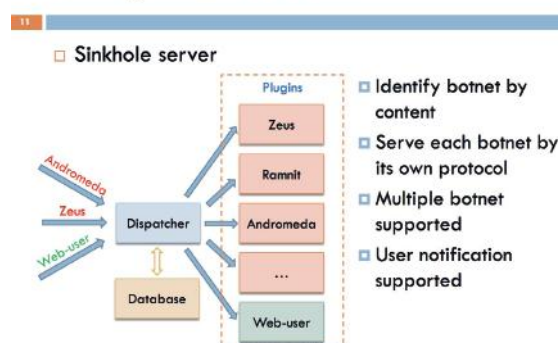 11
Sinkhole server
Plugins
Zeus
Ramnit
Andromeda
...
Web-user
Andromeda
Zeus
Web-user
Dispatcher
Database
Identify botnet by
content
Serve each botnet by
its own protocol
Multiple botnet
supported
User notification
supported